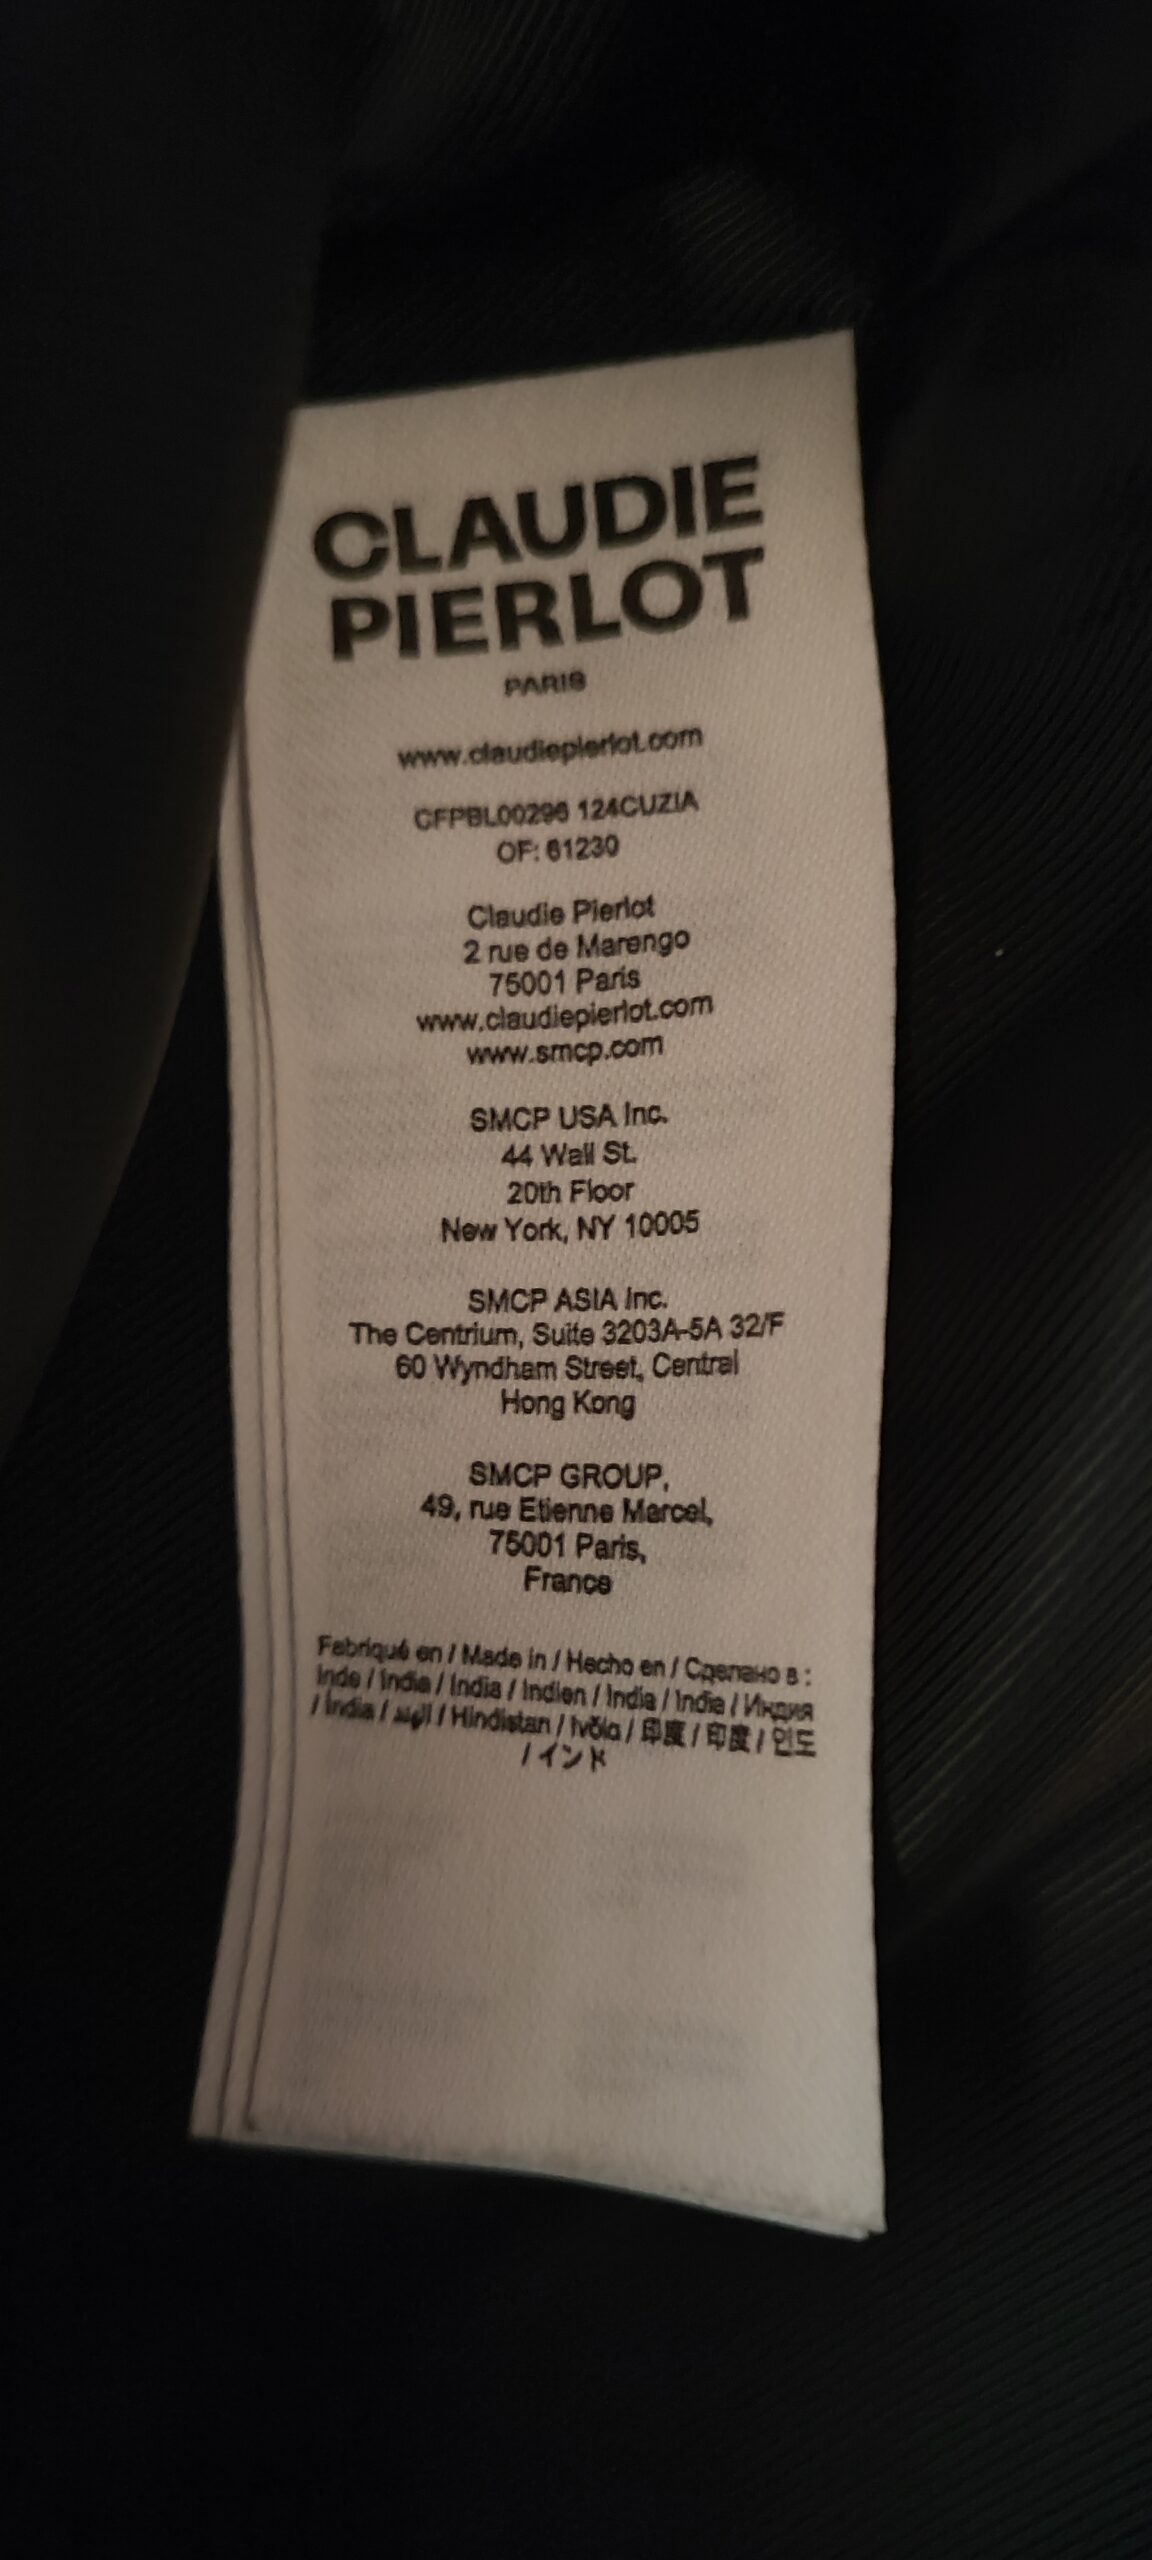 CLAUDIE
PIERLOT
PARIS
www.claudiepierlot.com
CFPBL00296 124CUZIA
OF: 61230
Claudie Pierlot
2 rue de Marengo
75001 Paris
www.claudiepierlot.com
www.smcp.com
SMCP USA Inc.
44 Wall St.
20th Floor
New York, NY 10005
SMCP ASIA Inc.
The Centrium, Suite 3203A-5A 32/F
60 Wyndham Street, Central
Hong Kong
SMCP GROUP,
49, rue Etienne Marcel,
75001 Paris,
France
Fabriqué en / Made in / Hecho en / Сделано в :
Inde / India / India / Indien / India / India / Индия
/ Índia / الهند / Hindistan / Ινδία / 印度 / 印度 / 인도
/ インド